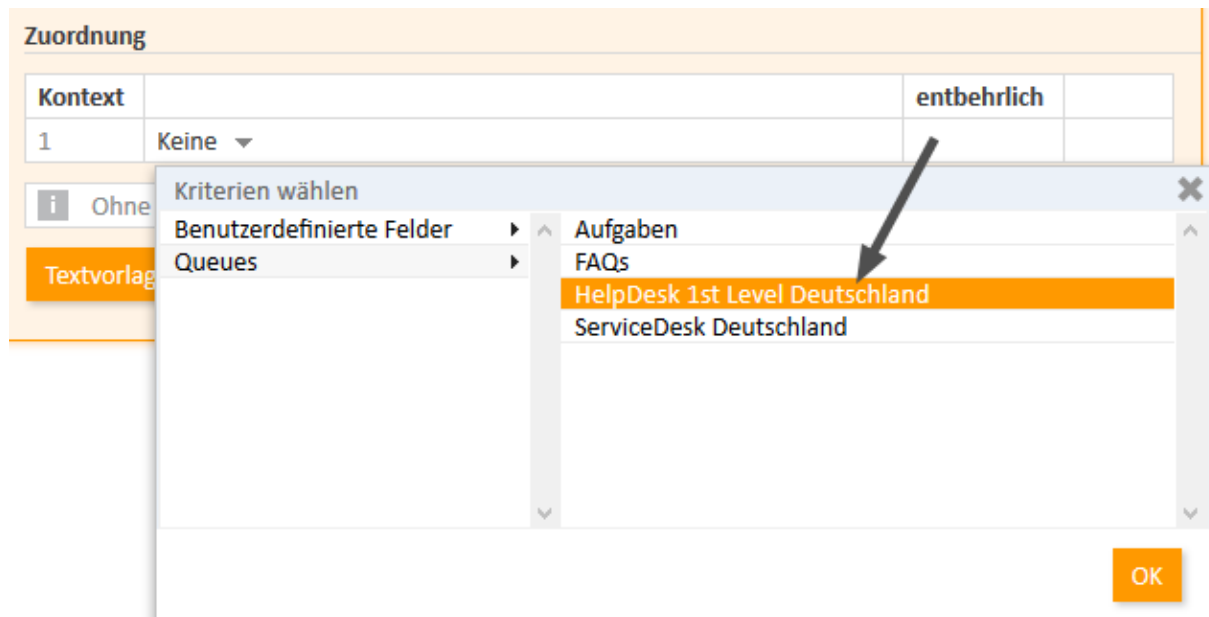 Zuordnung
Kontext entbehrlich
1 Keine
i Ohne
Kriterien wählen
Benutzerdefinierte Felder Aufgaben
Queues FAQs
Textvorlag
HelpDesk 1st Level Deutschland
ServiceDesk Deutschland
OK